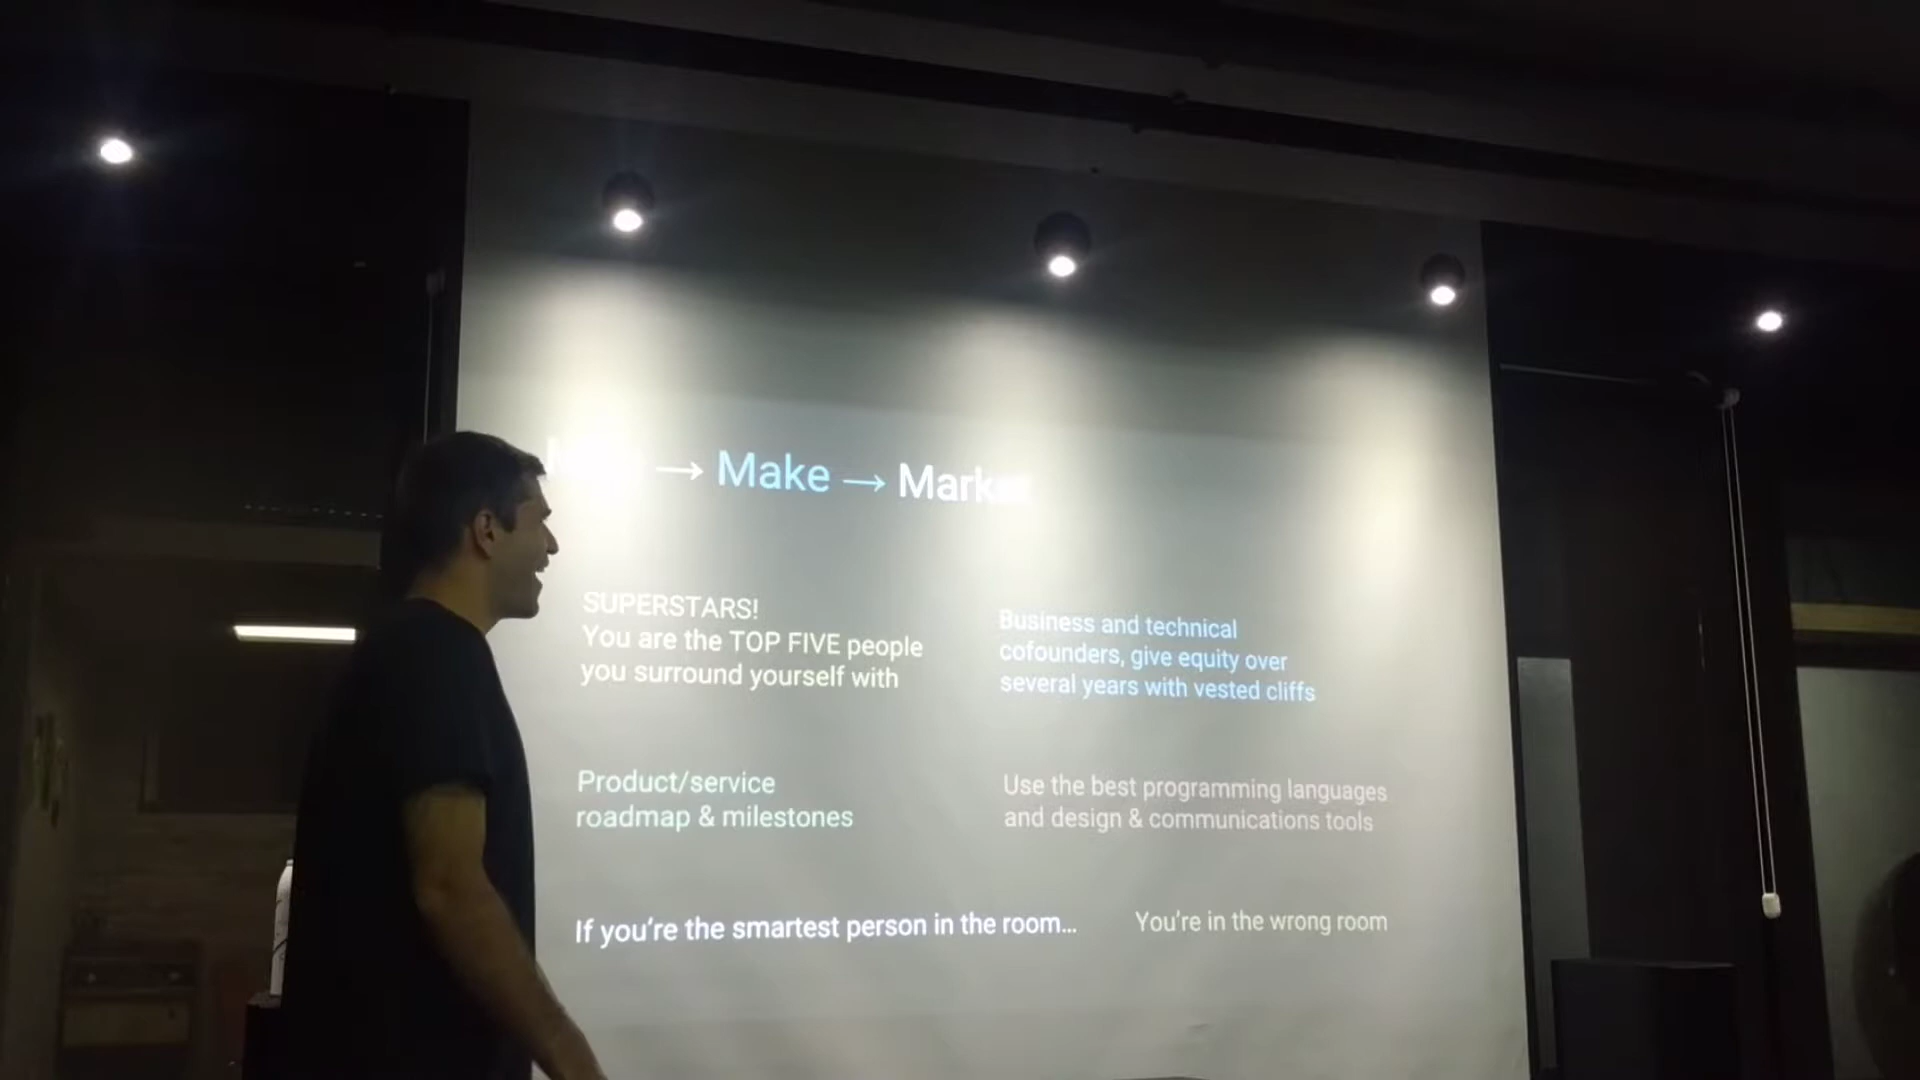 → Make → Market
SUPERSTARS!
You are the TOP FIVE people
you surround yourself with
Business and technical
cofounders, give equity over
several years with vested cliffs
Product/service
roadmap & milestones
Use the best programming languages
and design & communications tools
If you’re the smartest person in the room...
You’re in the wrong room